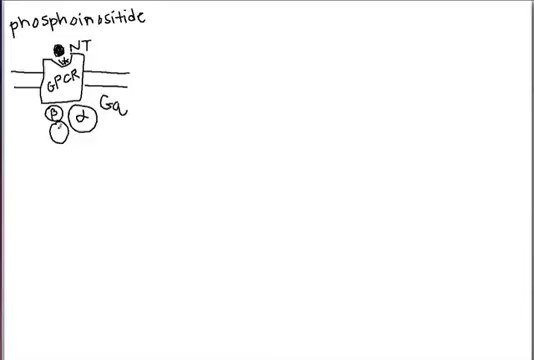 phosphoinositide
NT
GPCR
Gq
β α